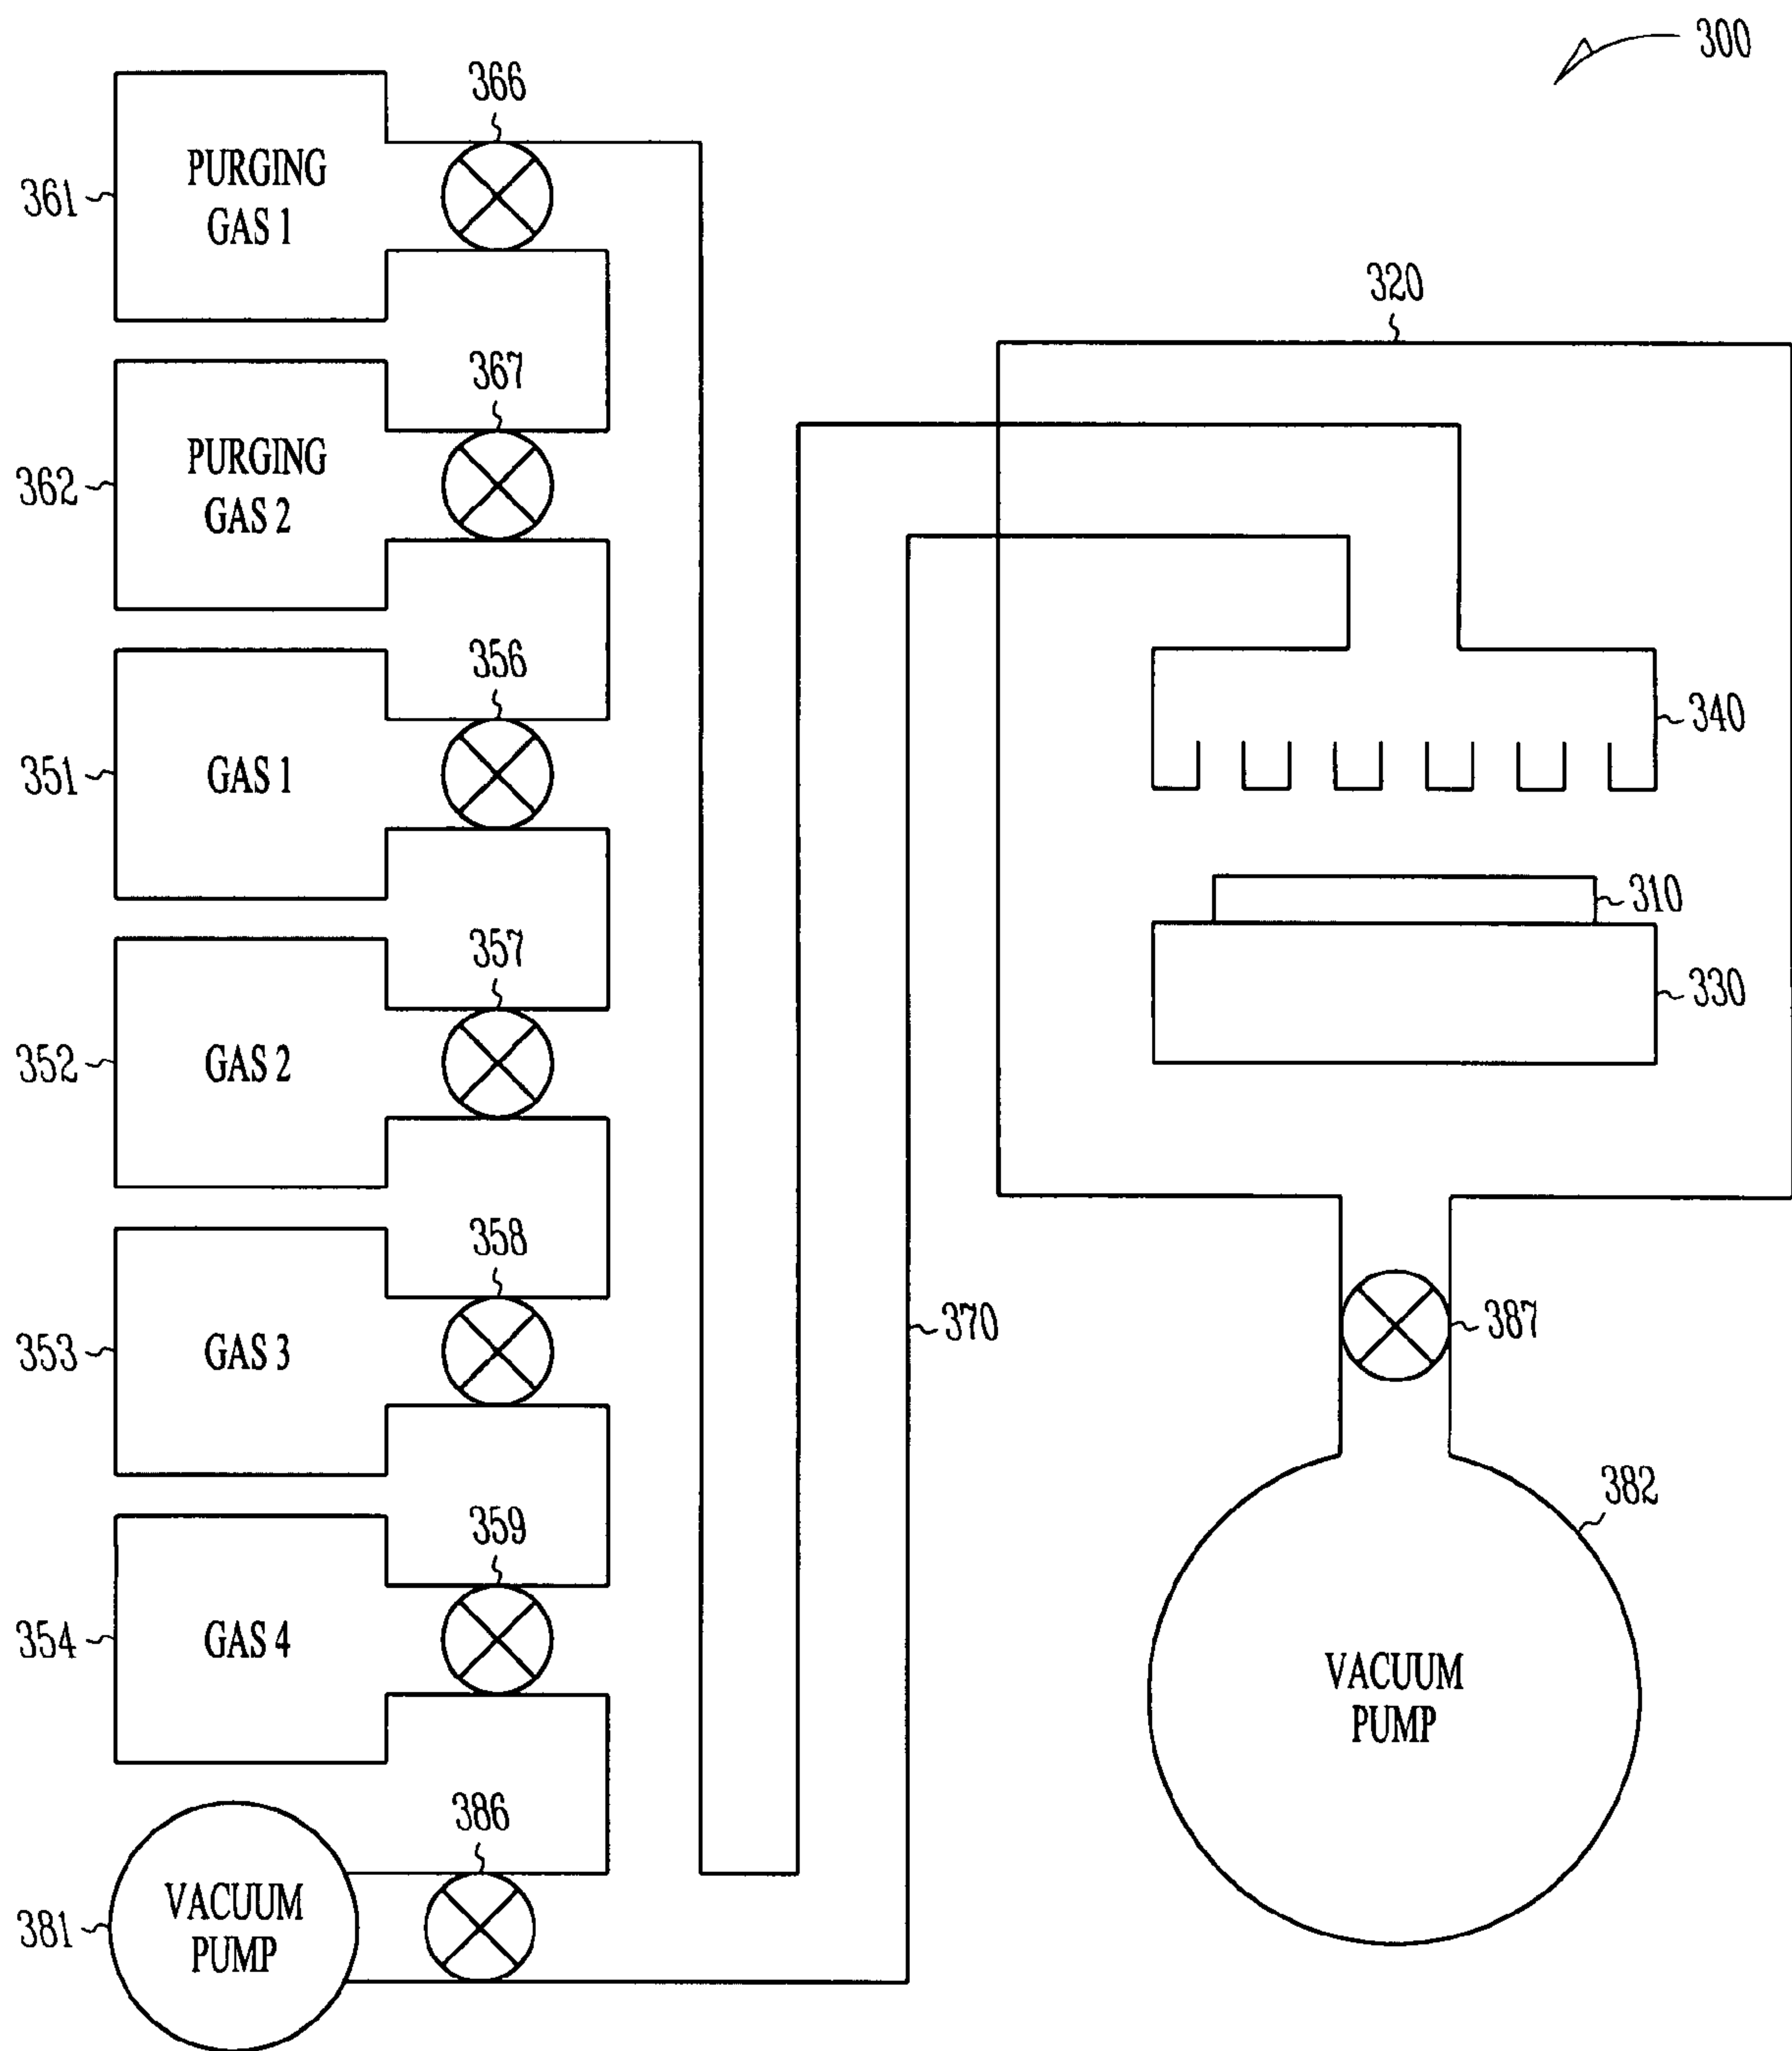 300
366
361
PURGING
GAS 1
320
367
362
PURGING
GAS 2
356
340
351
GAS 1
310
357
330
352
GAS 2
358
370
387
353
GAS 3
359
382
354
GAS 4
VACUUM
PUMP
386
381
VACUUM
PUMP